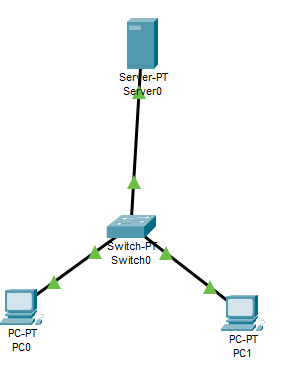 Server-PT
Server0
Switch-PT
Switch0
PC-PT
PC0
PC-PT
PC1